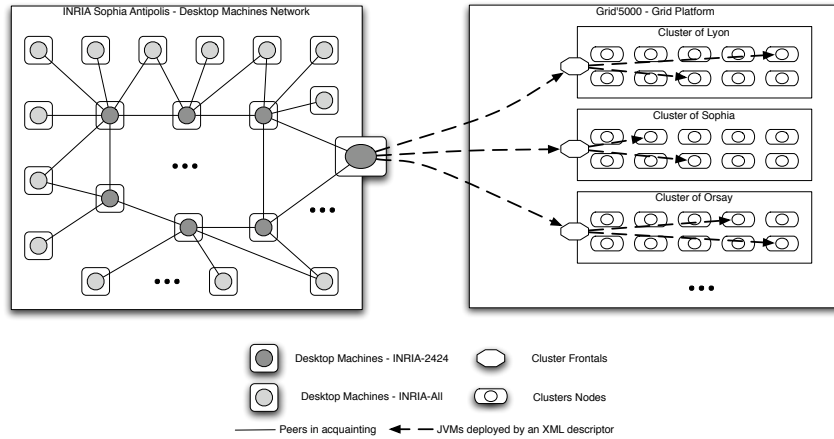 INRIA Sophia Antipolis - Desktop Machines Network
Grid'5000 - Grid Platform
Cluster of Lyon
Cluster of Sophia
Cluster of Orsay
Desktop Machines - INRIA-2424
Cluster Frontals
Desktop Machines - INRIA-All
Clusters Nodes
Peers in acquainting
JVMs deployed by an XML descriptor